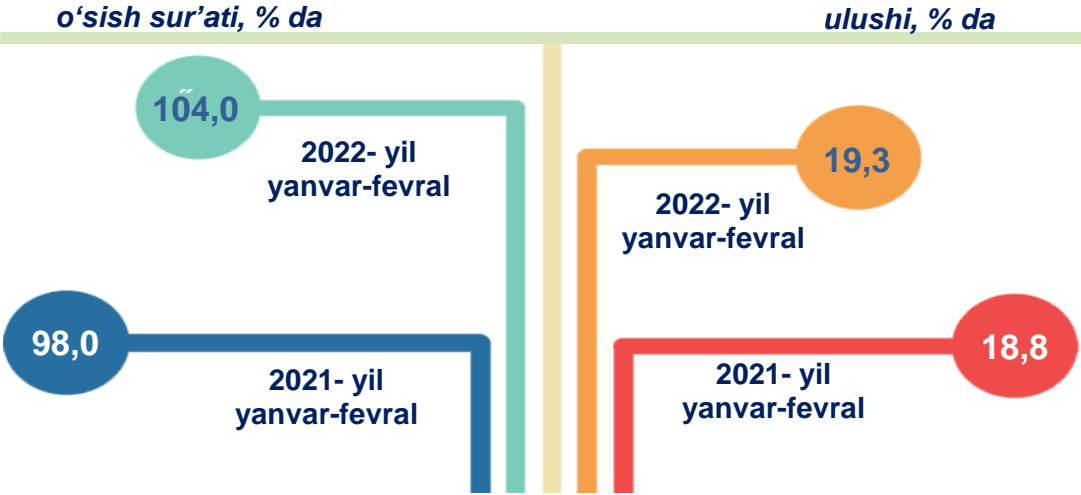 o‘sish sur’ati, % da
ulushi, % da
104,0
2022- yil
yanvar-fevral
19,3
2022- yil
yanvar-fevral
98,0
2021- yil
yanvar-fevral
18,8
2021- yil
yanvar-fevral